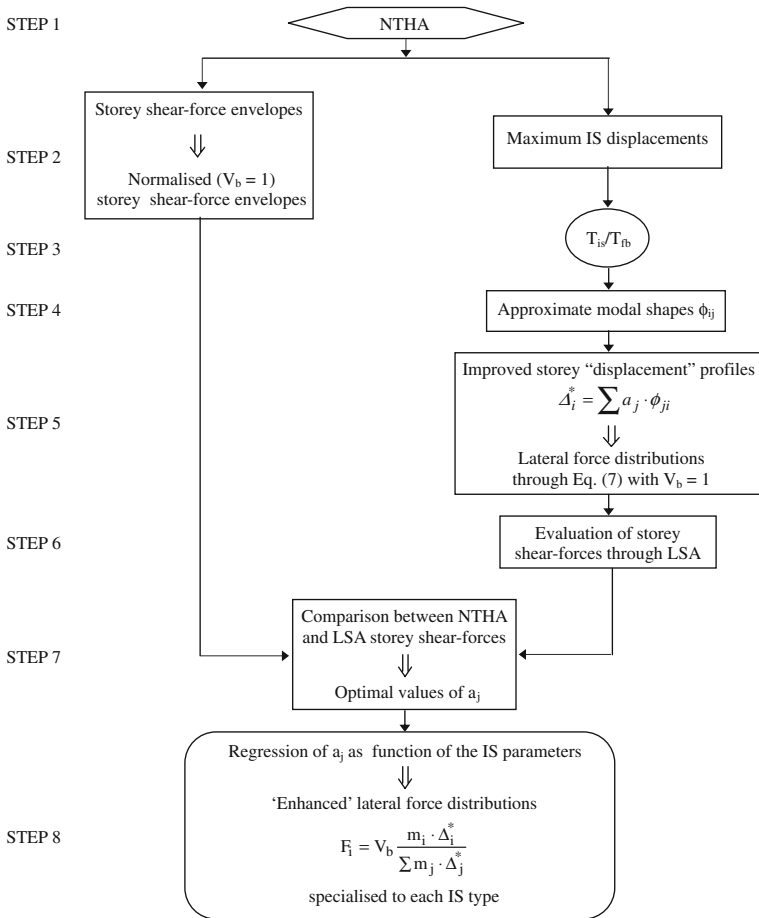 STEP 1
NTHA
Storey shear-force envelopes
⇓
Normalised (V_b = 1)
storey shear-force envelopes
STEP 2
Maximum IS displacements
STEP 3
T_is/T_fb
STEP 4
Approximate modal shapes ϕ_ij
STEP 5
Improved storey “displacement” profiles
Δ_i^* = ∑ a_j · ϕ_ji
⇓
Lateral force distributions
through Eq. (7) with V_b = 1
STEP 6
Evaluation of storey
shear-forces through LSA
STEP 7
Comparison between NTHA
and LSA storey shear-forces
⇓
Optimal values of a_j
STEP 8
Regression of a_j as function of the IS parameters
⇓
‘Enhanced’ lateral force distributions
F_i = V_b m_i · Δ_i^* / ∑ m_j · Δ_j^*
specialised to each IS type